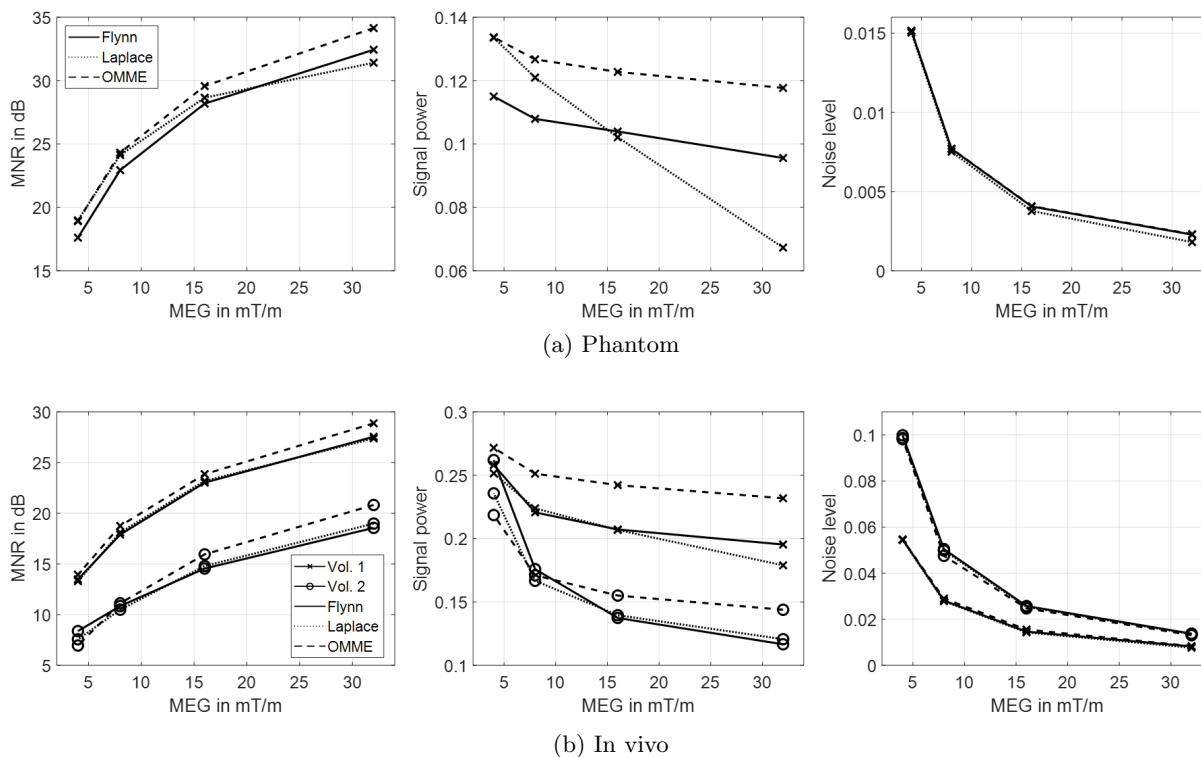 35
30
25
20
15
MNR in dB
Flynn
Laplace
OMME
5 10 15 20 25 30
MEG in mT/m
0.14
0.12
0.1
0.08
0.06
Signal power
5 10 15 20 25 30
MEG in mT/m
0.015
0.01
0.005
0
Noise level
5 10 15 20 25 30
MEG in mT/m
(a) Phantom
30
25
20
15
10
5
MNR in dB
Vol. 1
Vol. 2
Flynn
Laplace
OMME
5 10 15 20 25 30
MEG in mT/m
0.3
0.25
0.2
0.15
0.1
Signal power
5 10 15 20 25 30
MEG in mT/m
0.1
0.08
0.06
0.04
0.02
0
Noise level
5 10 15 20 25 30
MEG in mT/m
(b) In vivo